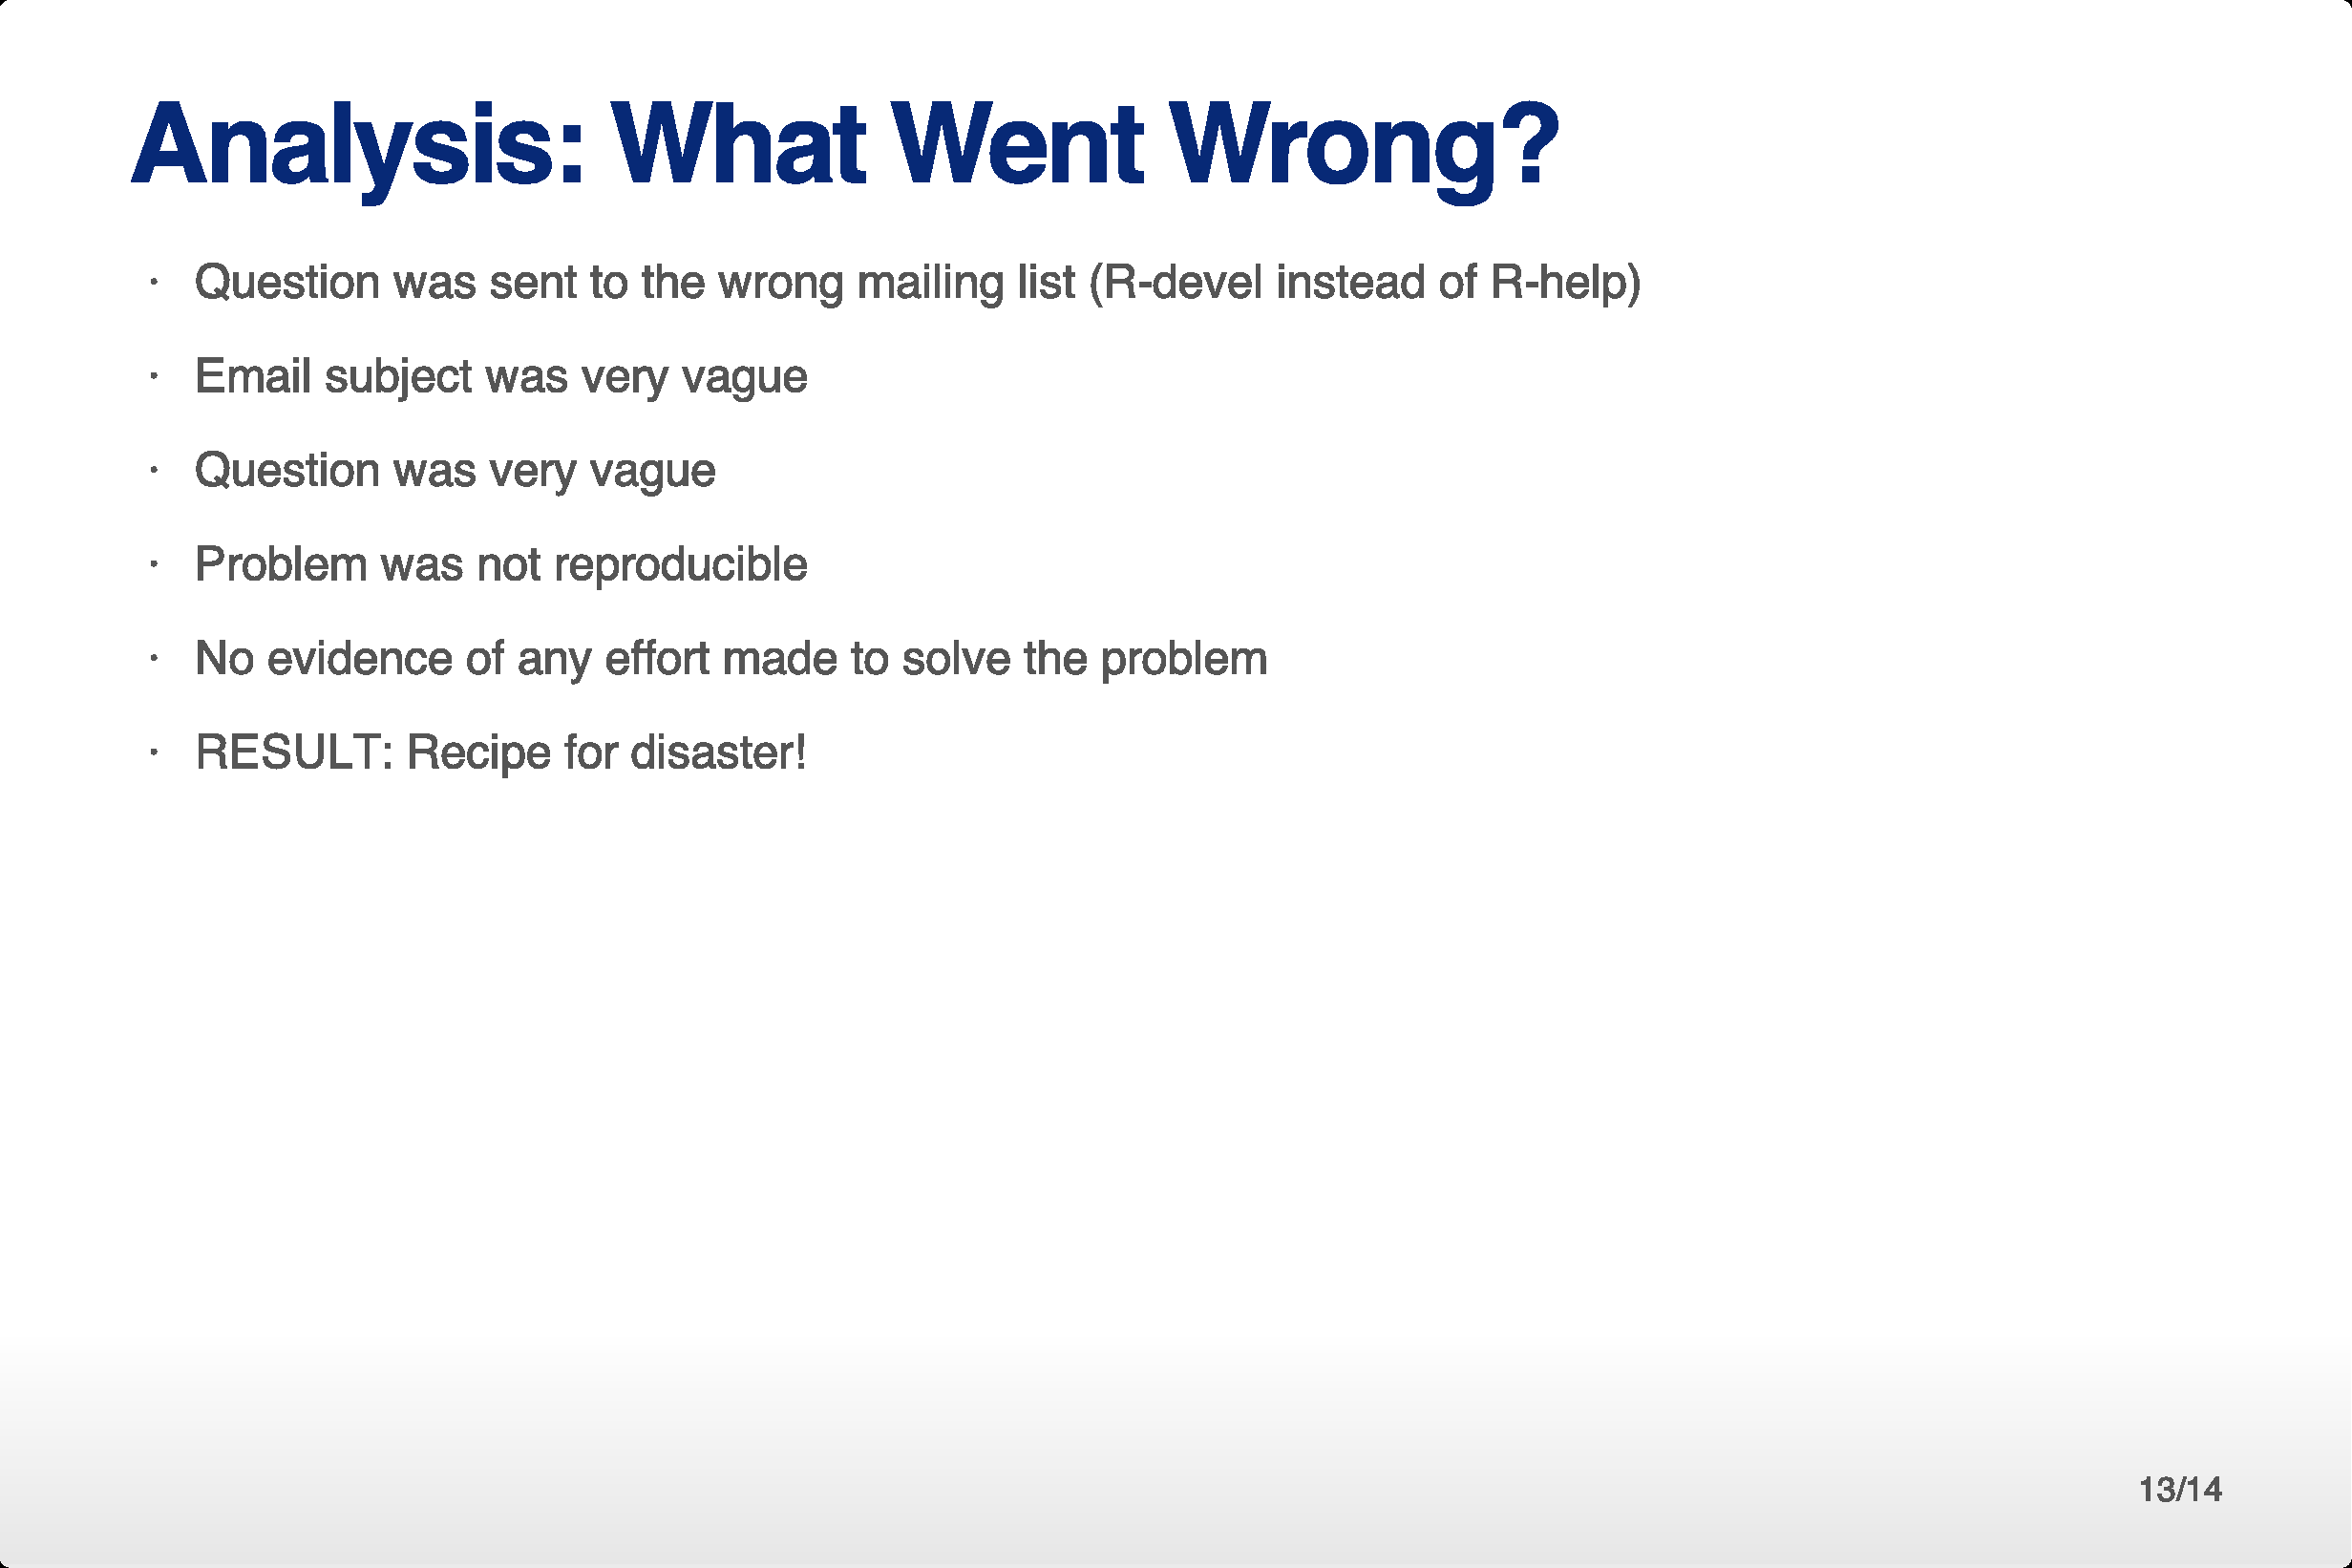 Analysis: What Went Wrong?
· Question was sent to the wrong mailing list (R-devel instead of R-help)
· Email subject was very vague
· Question was very vague
· Problem was not reproducible
· No evidence of any effort made to solve the problem
· RESULT: Recipe for disaster!
13/14